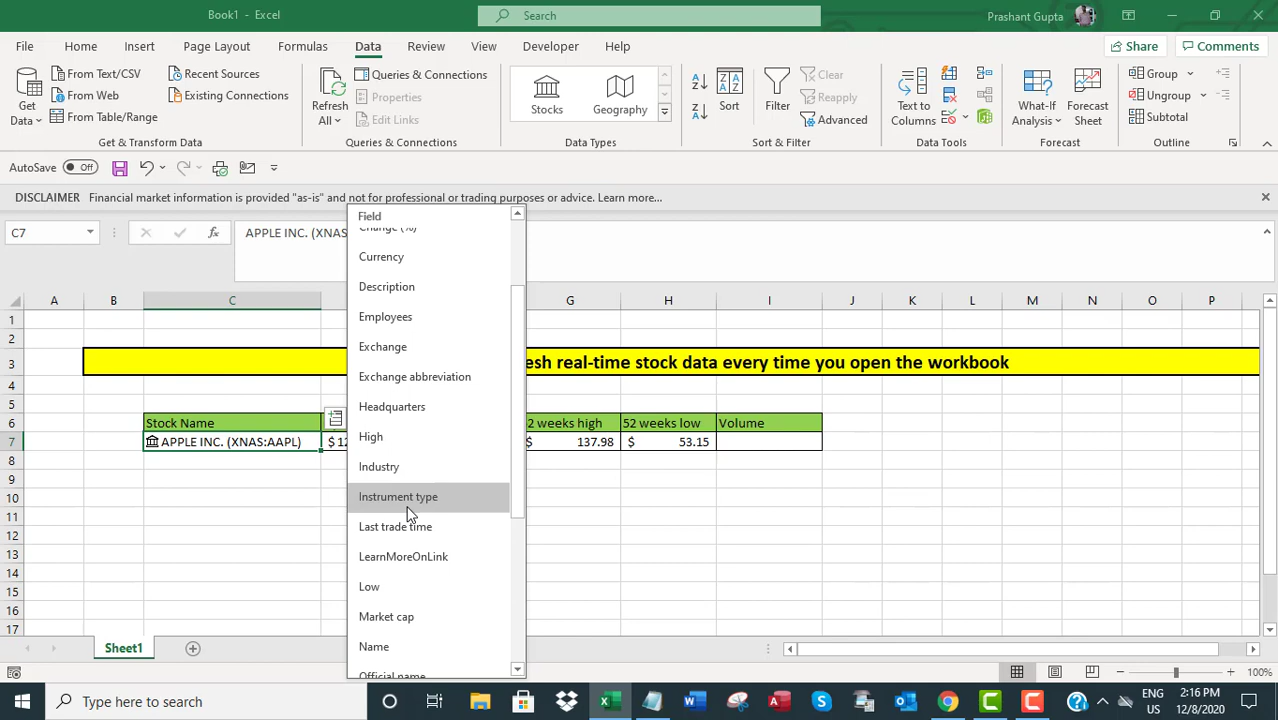 Book1 - Excel
Search
Prashant Gupta
File Home Insert Page Layout Formulas Data Review View Developer Help
Share Comments
Get Data
From Text/CSV
From Web
From Table/Range
Recent Sources
Existing Connections
Get & Transform Data
Refresh All
Queries & Connections
Properties
Edit Links
Queries & Connections
Stocks
Geography
Data Types
Sort
Filter
Clear
Reapply
Advanced
Sort & Filter
Text to Columns
Data Tools
What-If Analysis
Forecast Sheet
Forecast
Group
Ungroup
Subtotal
Outline
AutoSave Off
DISCLAIMER Financial market information is provided "as-is" and not for professional or trading purposes or advice. Learn more...
C7 fx APPLE INC. (XNAS
Field
Change (%)
Currency
Description
Employees
Exchange
Exchange abbreviation
Headquarters
High
Industry
Instrument type
Last trade time
LearnMoreOnLink
Low
Market cap
Name
Official name
A B C G H I J K L M N O P
1
2
3 esh real-time stock data every time you open the workbook
4
5
6 Stock Name 2 weeks high 52 weeks low Volume
7 APPLE INC. (XNAS:AAPL) $ 12 $ 137.98 $ 53.15
8
9
10
11
12
13
14
15
16
17
Sheet1
100%
Type here to search
ENG
US
2:16 PM
12/8/2020